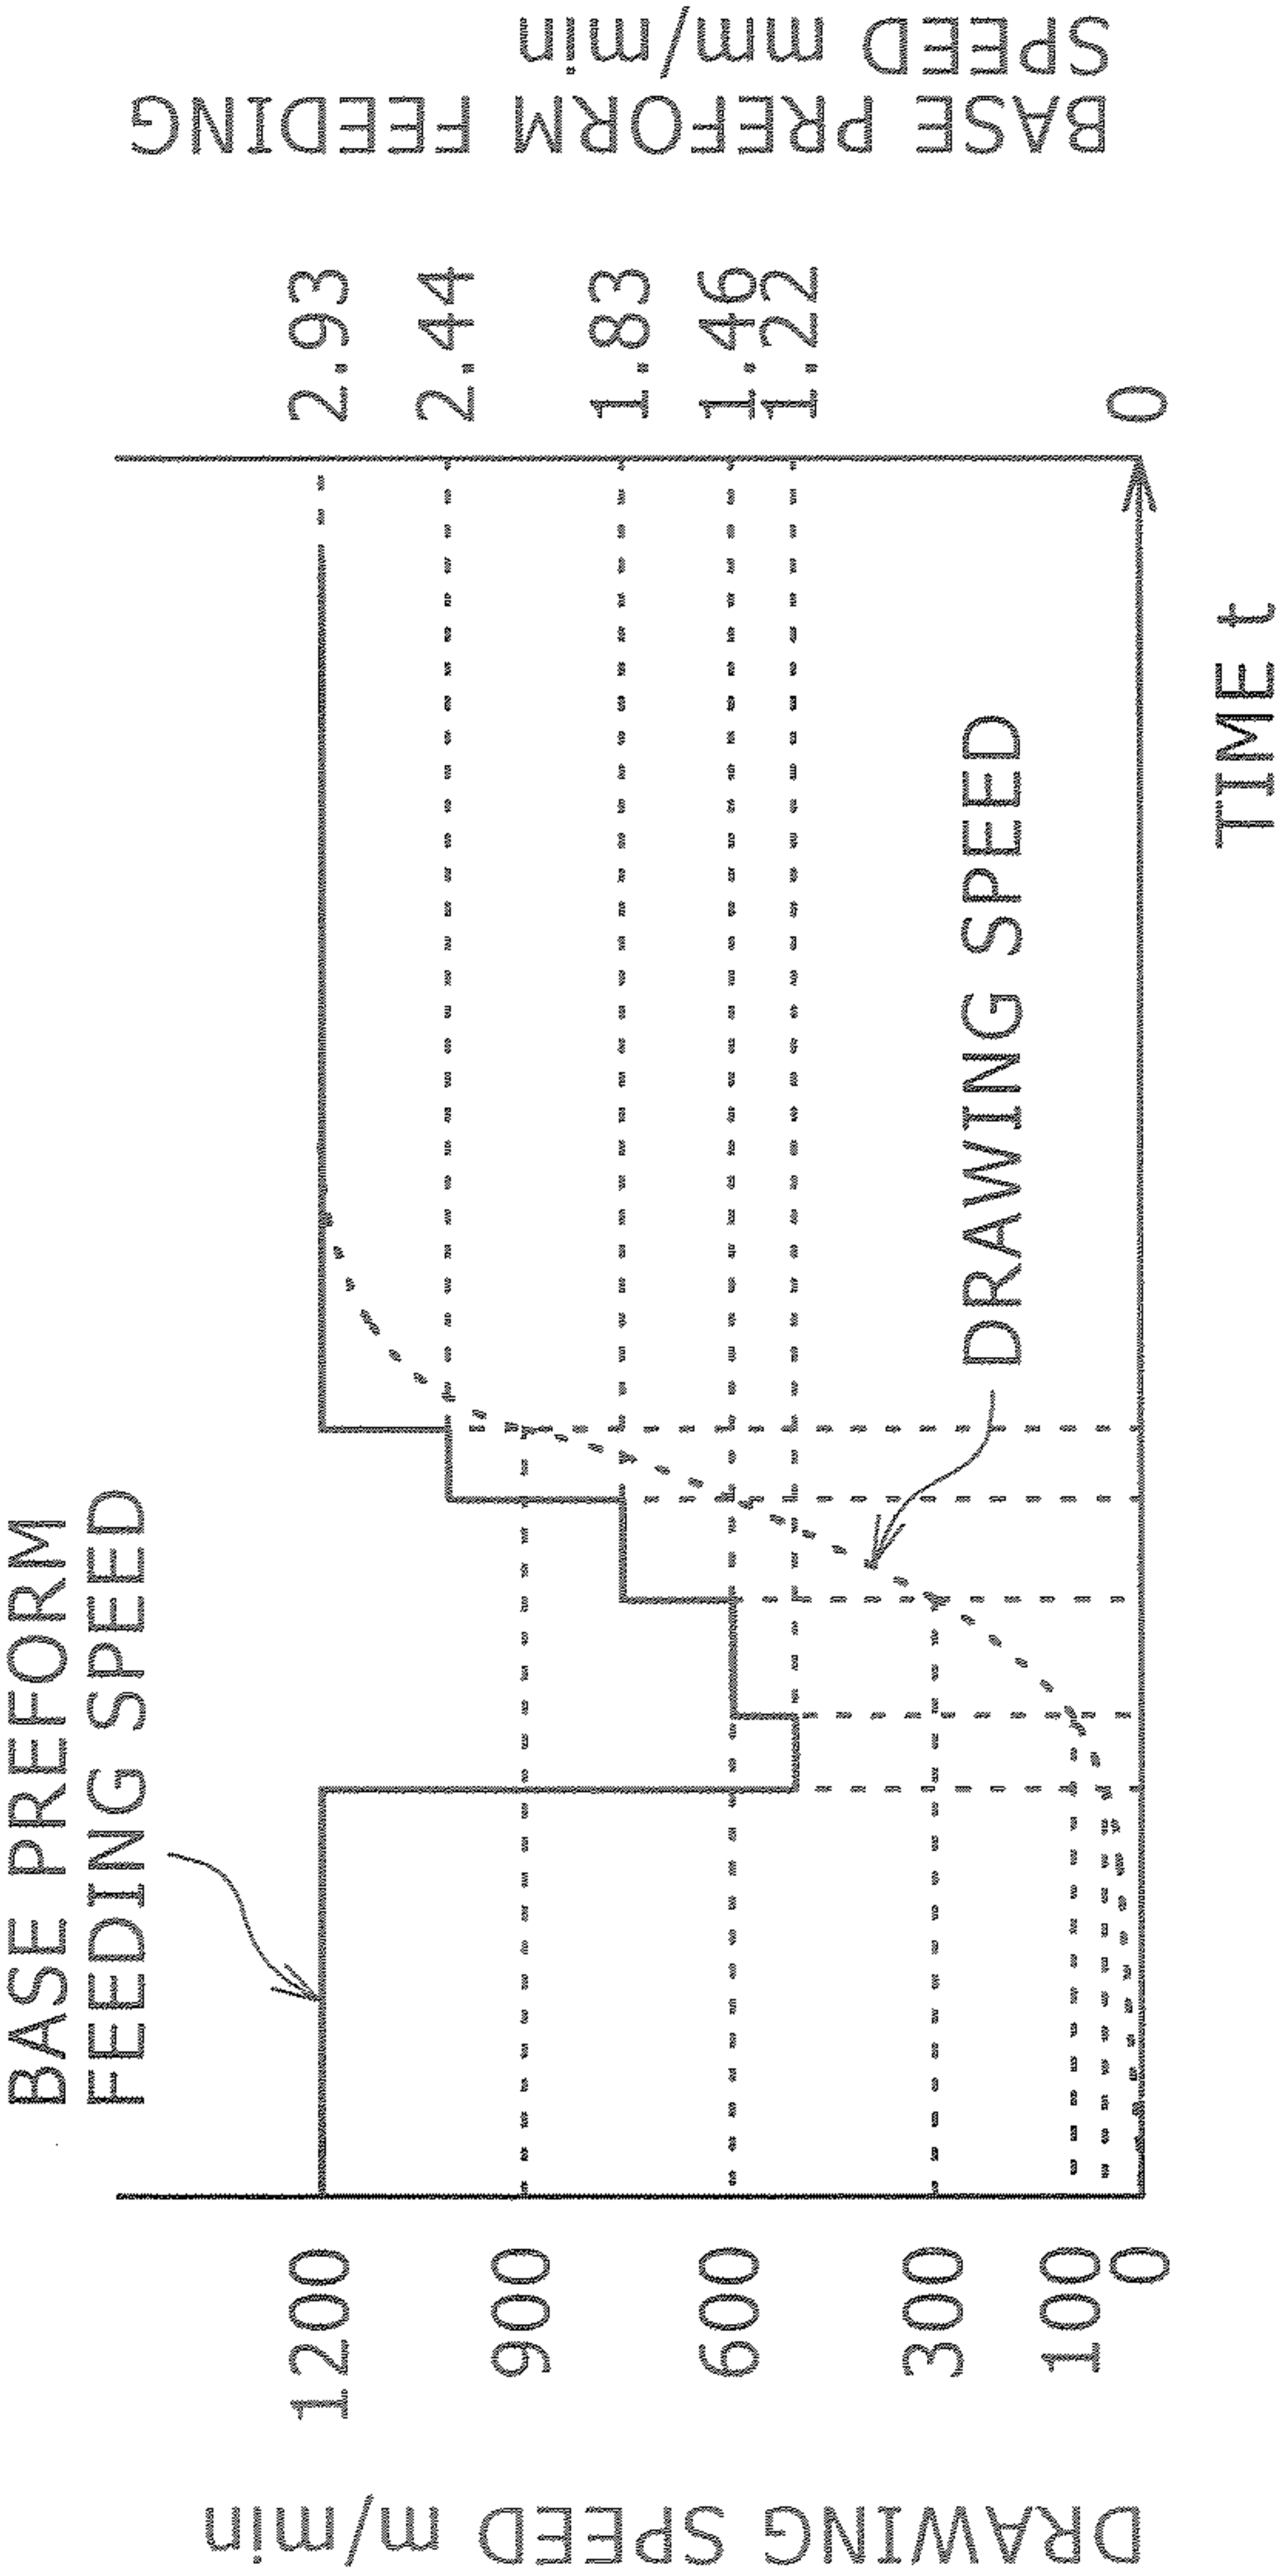 BASE PREFORM
FEEDING SPEED
DRAWING SPEED m/min
1200
900
600
300
100
0
DRAWING SPEED
TIME t
2.93
2.44
1.83
1.46
1.22
0
BASE PREFORM FEEDING
SPEED mm/min